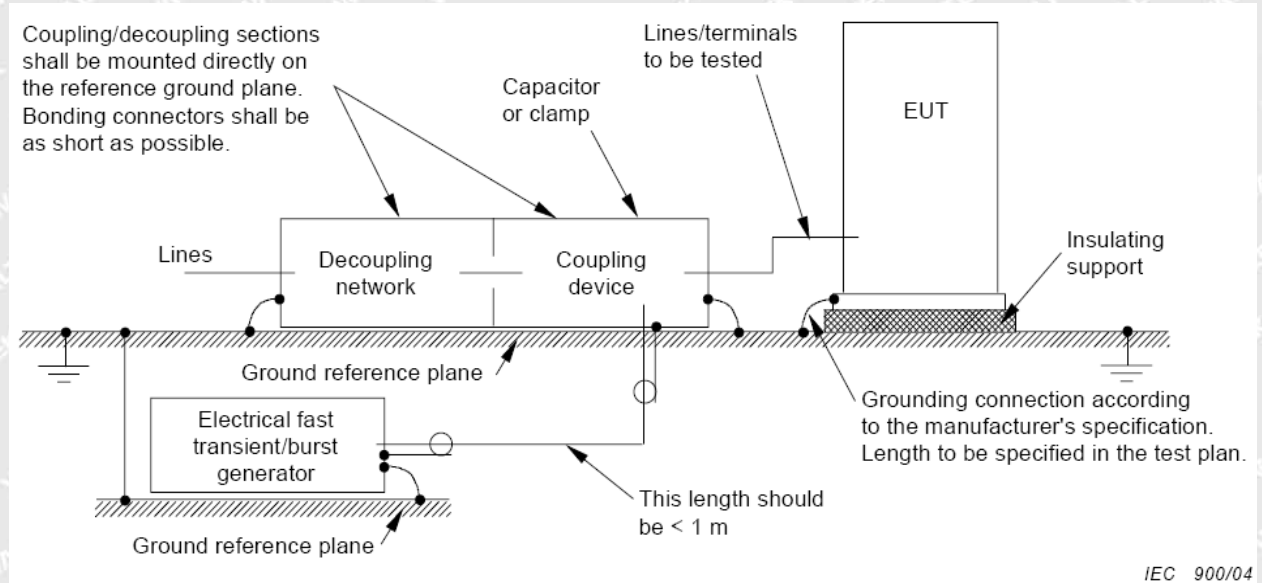 Coupling/decoupling sections
shall be mounted directly on
the reference ground plane.
Bonding connectors shall be
as short as possible.
Capacitor
or clamp
Lines/terminals
to be tested
EUT
Lines
Decoupling
network
Coupling
device
Insulating
support
Ground reference plane
Electrical fast
transient/burst
generator
Grounding connection according
to the manufacturer's specification.
Length to be specified in the test plan.
This length should
be < 1 m
Ground reference plane
IEC 900/04